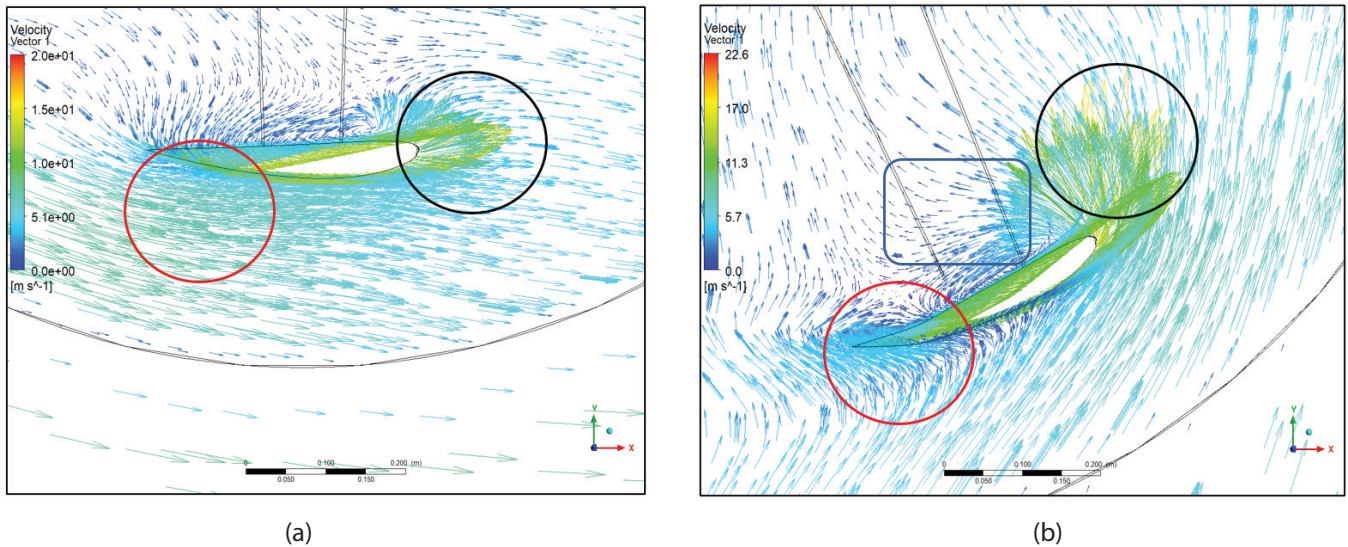 Velocity
Vector 1
2.0e+01
1.5e+01
1.0e+01
5.1e+00
0.0e+00
[m s^-1]
0
0.100
0.200 (m)
0.050
0.150
Y
X
(a)
Velocity
Vector 1
22.6
17.0
11.3
5.7
0.0
[m s^-1]
0
0.100
0.200 (m)
0.050
0.150
Y
X
(b)